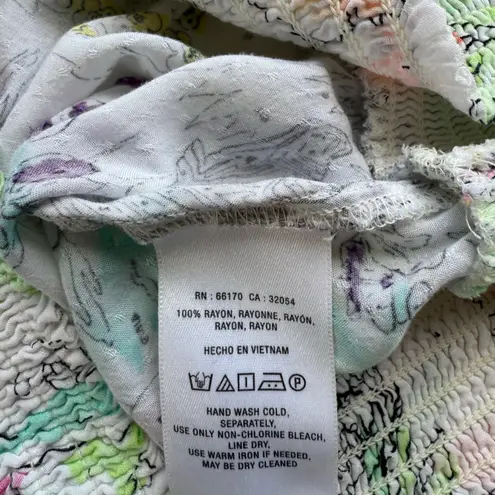 RN : 66170 CA : 32054
100% RAYON, RAYONNE, RAYÓN,
RAYON, RAYON
HECHO EN VIETNAM
P
HAND WASH COLD,
SEPARATELY,
USE ONLY NON-CHLORINE BLEACH,
LINE DRY,
USE WARM IRON IF NEEDED,
MAY BE DRY CLEANED